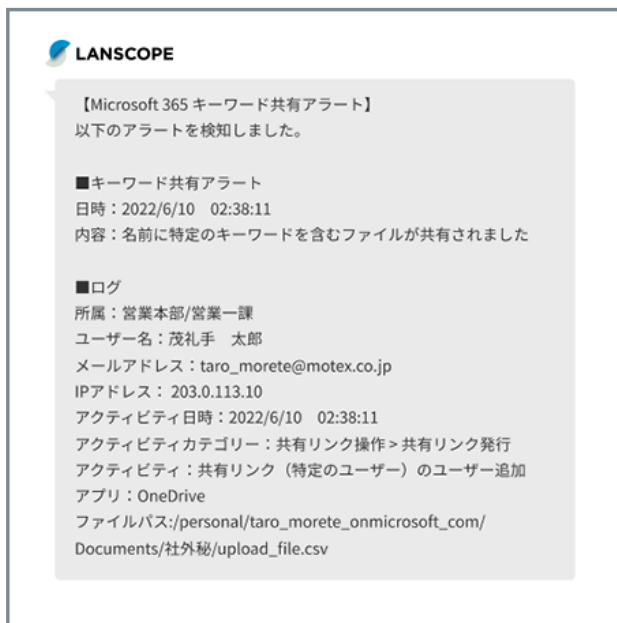 LANSCOPE
【Microsoft 365 キーワード共有アラート】
以下のアラートを検知しました。
■キーワード共有アラート
日時：2022/6/10　02:38:11
内容：名前に特定のキーワードを含むファイルが共有されました
■ログ
所属：営業本部/営業一課
ユーザー名：茂礼手　太郎
メールアドレス：taro_morete@motex.co.jp
IPアドレス： 203.0.113.10
アクティビティ日時：2022/6/10　02:38:11
アクティビティカテゴリー：共有リンク操作 > 共有リンク発行
アクティビティ：共有リンク（特定のユーザー）のユーザー追加
アプリ：OneDrive
ファイルパス:/personal/taro_morete_onmicrosoft_com/
Documents/社外秘/upload_file.csv